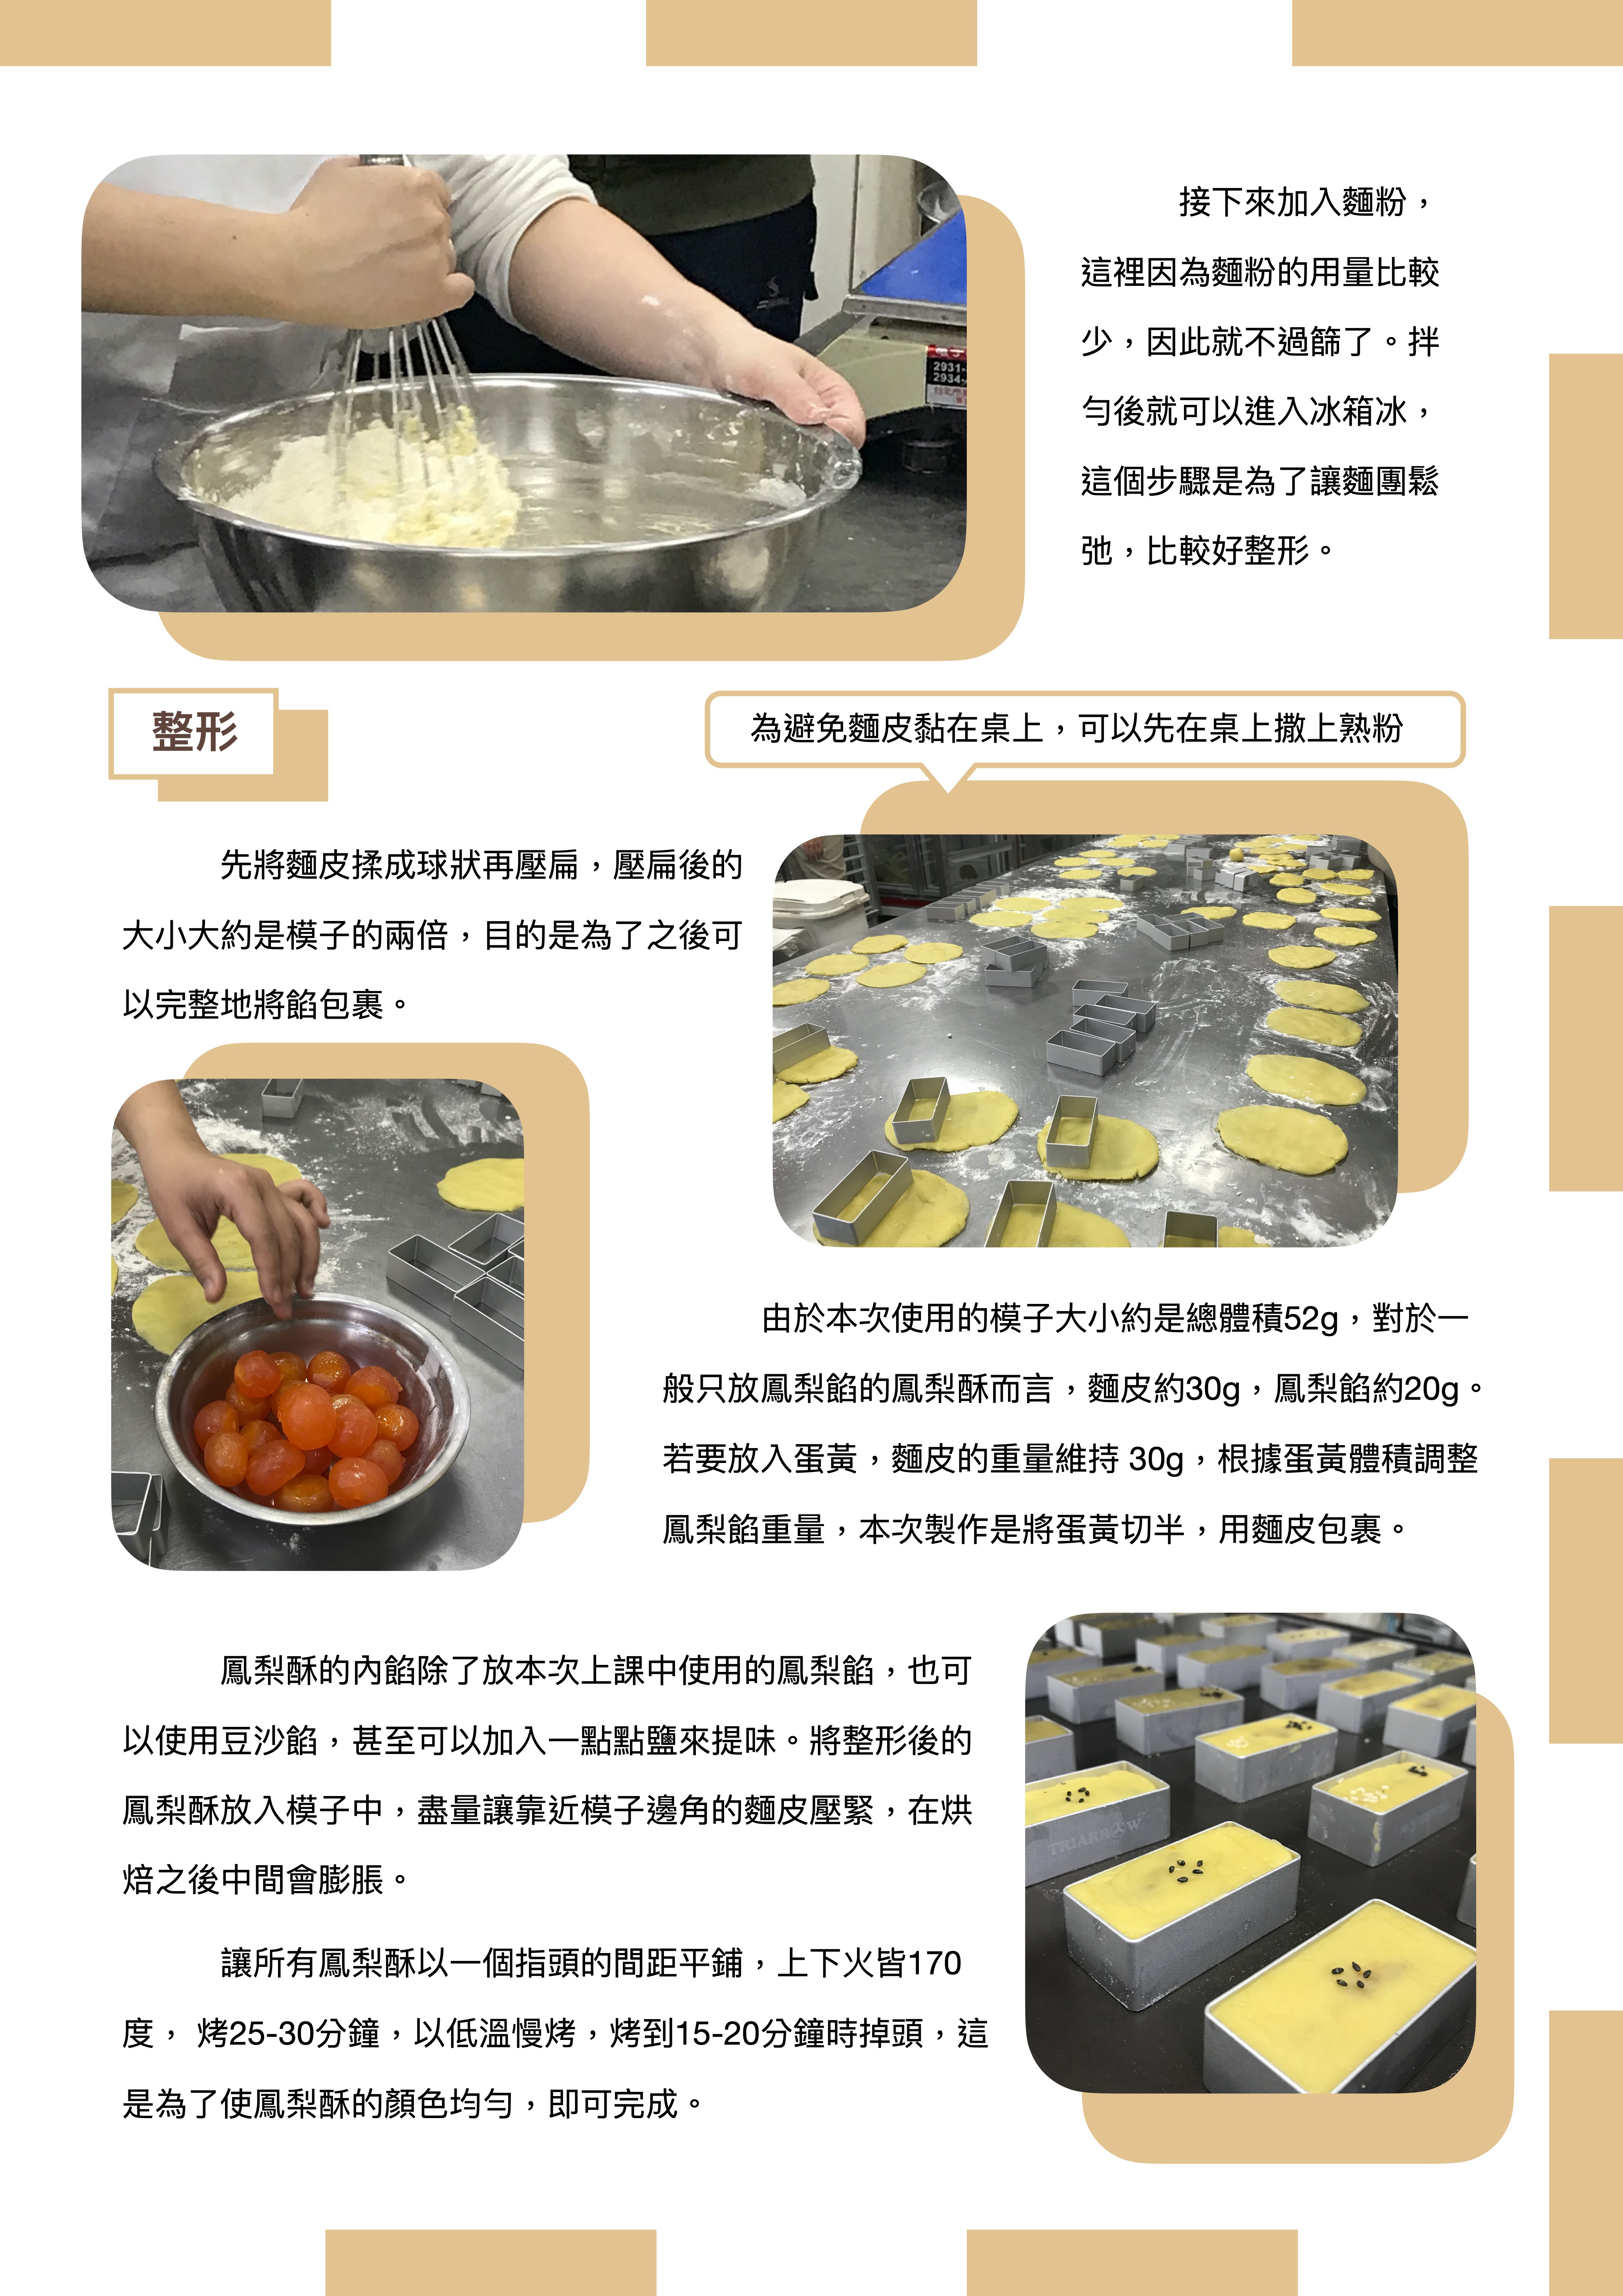 接下來加入麵粉，
這裡因為麵粉的用量比較
少，因此就不過篩了。拌
勻後就可以進入冰箱冰，
這個步驟是為了讓麵團鬆
弛，比較好整形。
2931-
2934-
整形
為避免麵皮黏在桌上，可以先在桌上撒上熟粉
先將麵皮揉成球狀再壓扁，壓扁後的
大小大約是模子的兩倍，目的是為了之後可
以完整地將餡包裹。
由於本次使用的模子大小約是總體積52g，對於一
般只放鳳梨餡的鳳梨酥而言，麵皮約30g，鳳梨餡約20g。
若要放入蛋黃，麵皮的重量維持 30g，根據蛋黃體積調整
鳳梨餡重量，本次製作是將蛋黃切半，用麵皮包裹。
鳳梨酥的內餡除了放本次上課中使用的鳳梨餡，也可
以使用豆沙餡，甚至可以加入一點點鹽來提味。將整形後的
鳳梨酥放入模子中，盡量讓靠近模子邊角的麵皮壓緊，在烘
焙之後中間會膨脹。
TRIARROW
讓所有鳳梨酥以一個指頭的間距平鋪，上下火皆170
度， 烤25-30分鐘，以低溫慢烤，烤到15-20分鐘時掉頭，這
是為了使鳳梨酥的顏色均勻，即可完成。